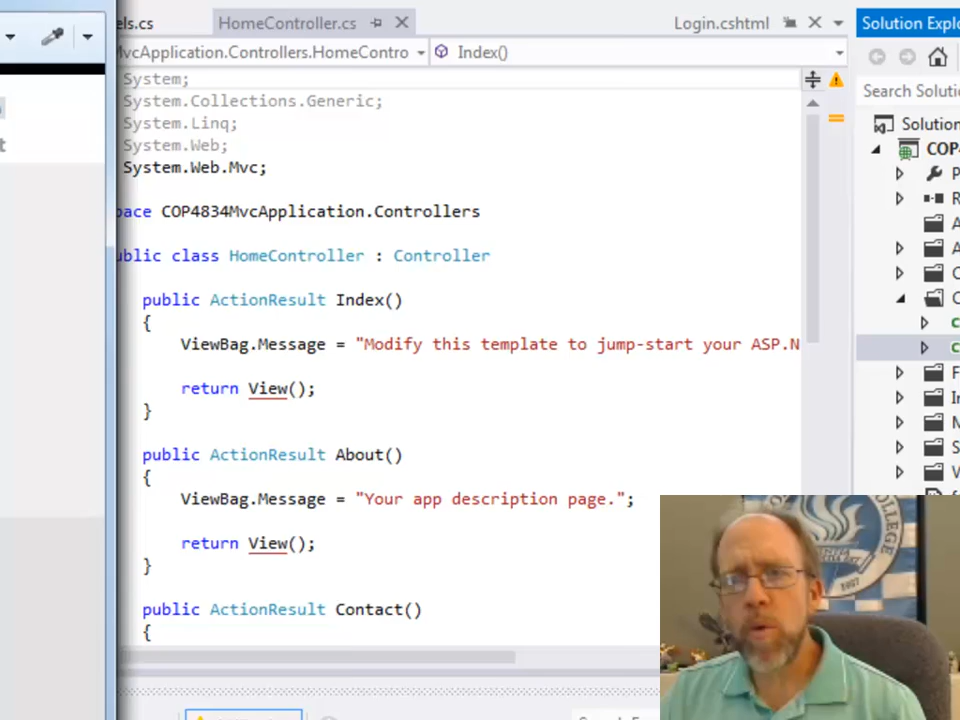 els.cs
HomeController.cs
Login.cshtml
Solution Explo
MvcApplication.Controllers.HomeContro
Index()
System;
System.Collections.Generic;
System.Linq;
System.Web;
System.Web.Mvc;
pace COP4834MvcApplication.Controllers
ublic class HomeController : Controller
public ActionResult Index()
{
ViewBag.Message = "Modify this template to jump-start your ASP.N
return View();
}
public ActionResult About()
{
ViewBag.Message = "Your app description page.";
return View();
}
public ActionResult Contact()
{
Search Soluti
Solution
COP4
P
R
A
A
C
C
F
I
M
S
V
COLLEGE
1957